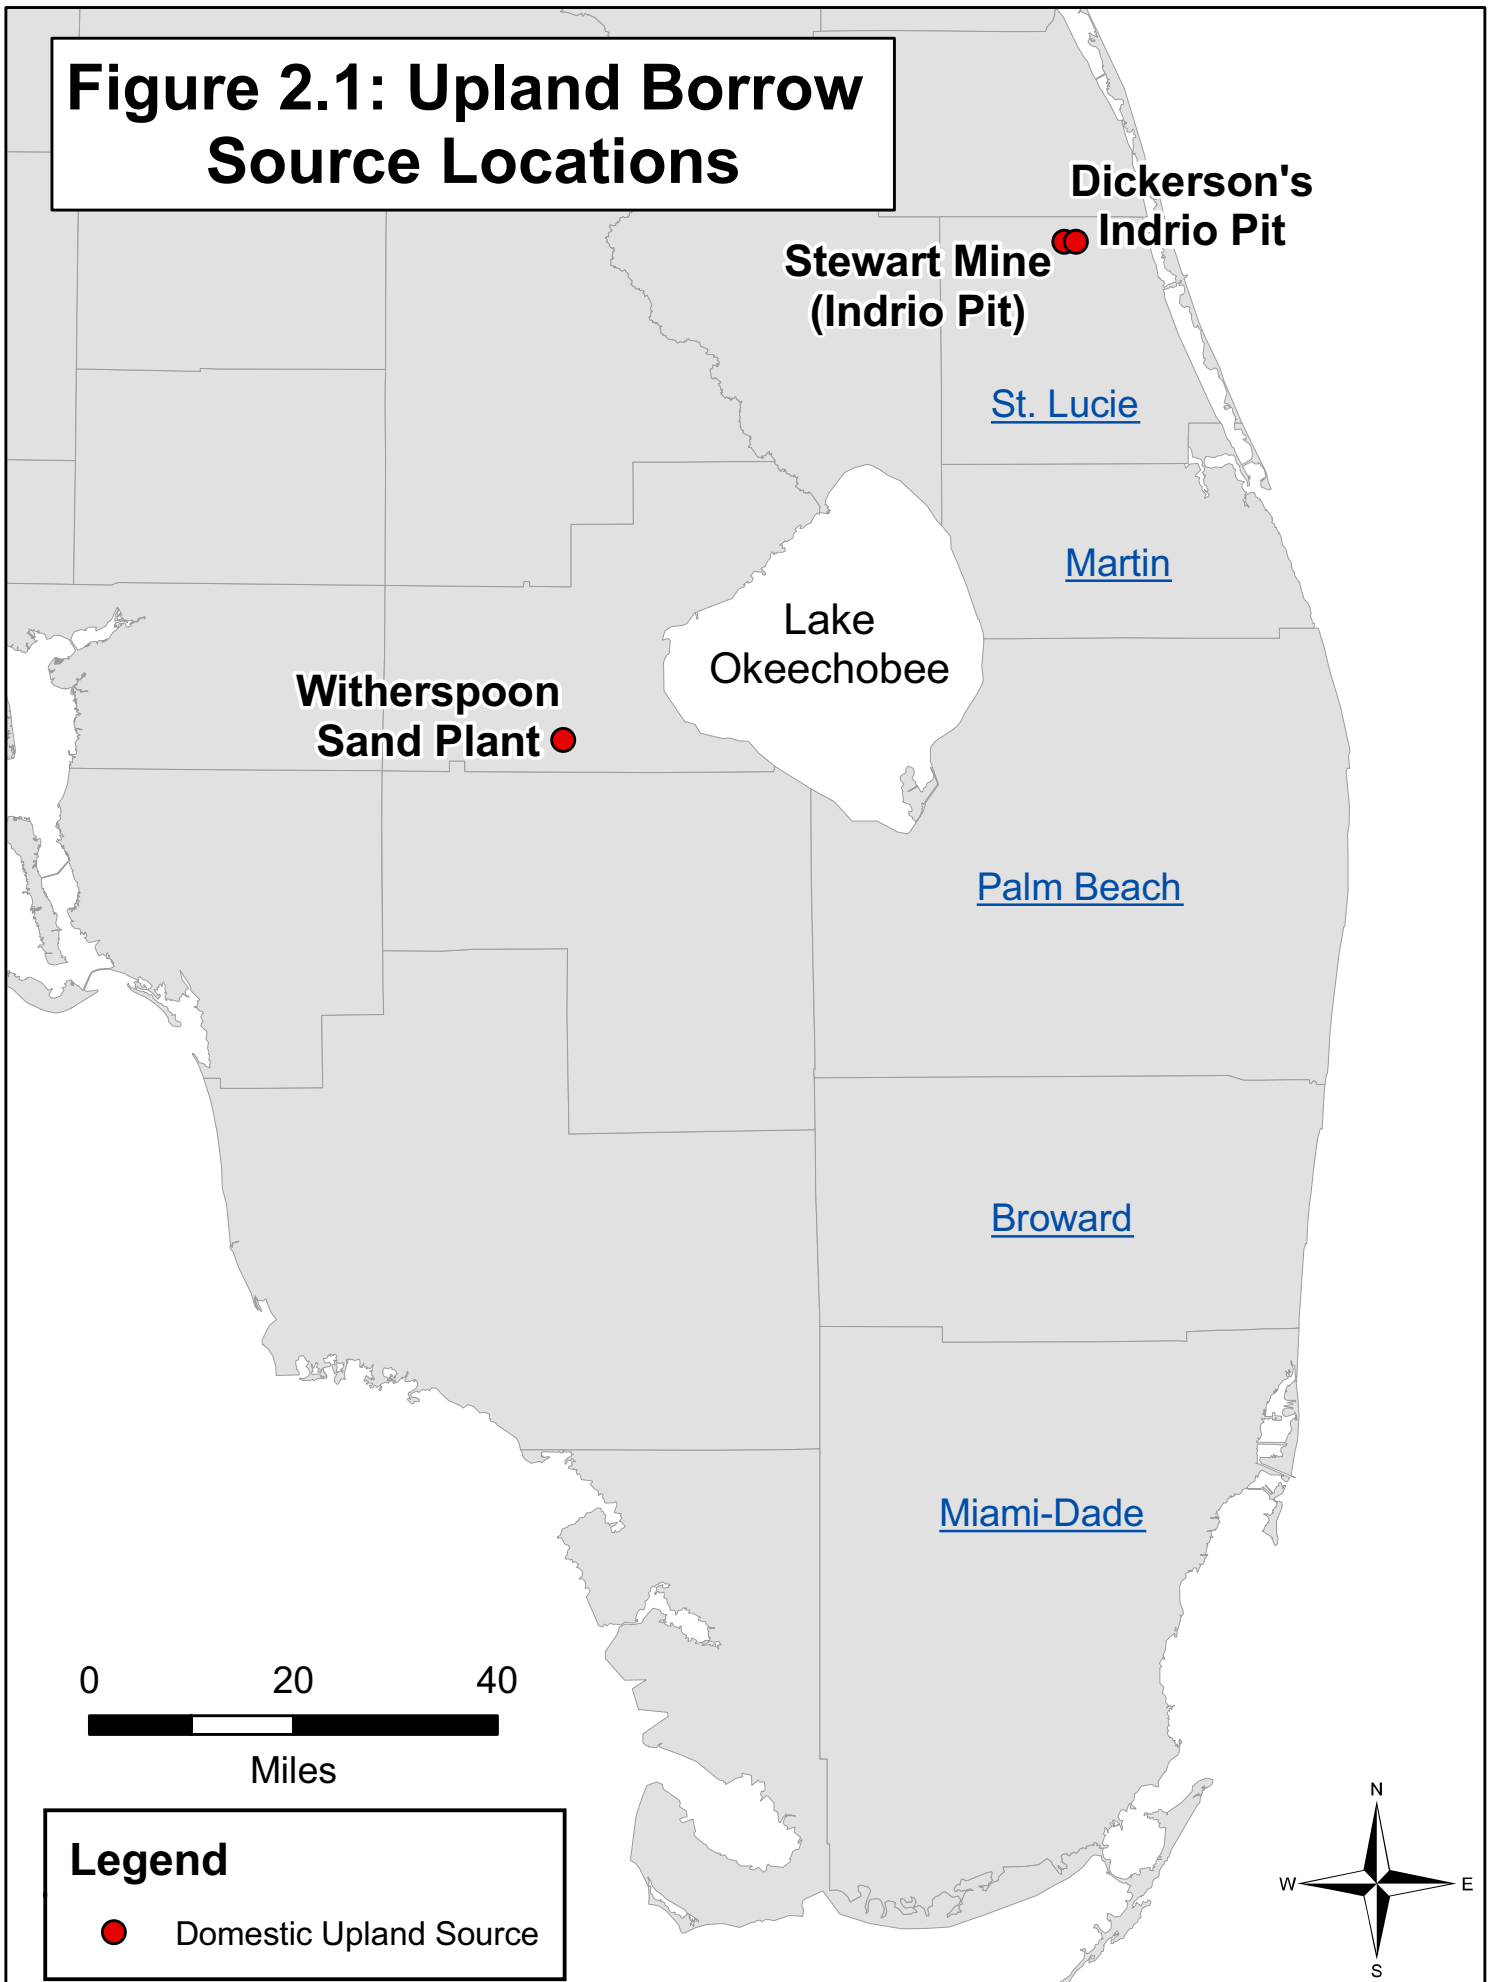 Figure 2.1: Upland Borrow
Source Locations
Dickerson's
Indrio Pit
Stewart Mine
(Indrio Pit)
St. Lucie
Martin
Lake
Okeechobee
Witherspoon
Sand Plant
Palm Beach
Broward
Miami-Dade
0 20 40
Miles
Legend
Domestic Upland Source
N
W E
S